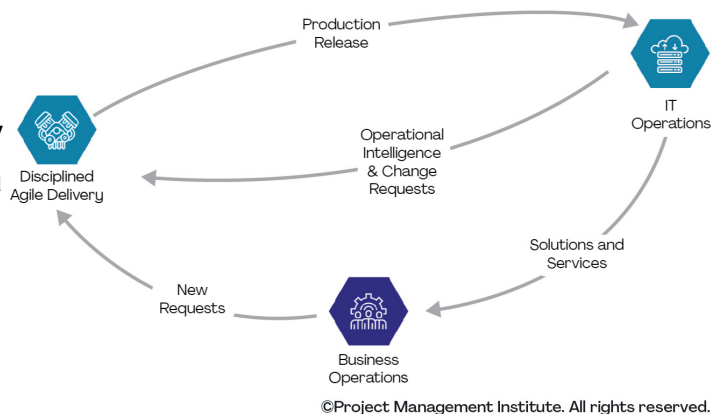 Production
Release
IT
Operations
Operational
Intelligence
& Change
Requests
Disciplined
Agile Delivery
Solutions and
Services
New
Requests
Business
Operations
©Project Management Institute. All rights reserved.